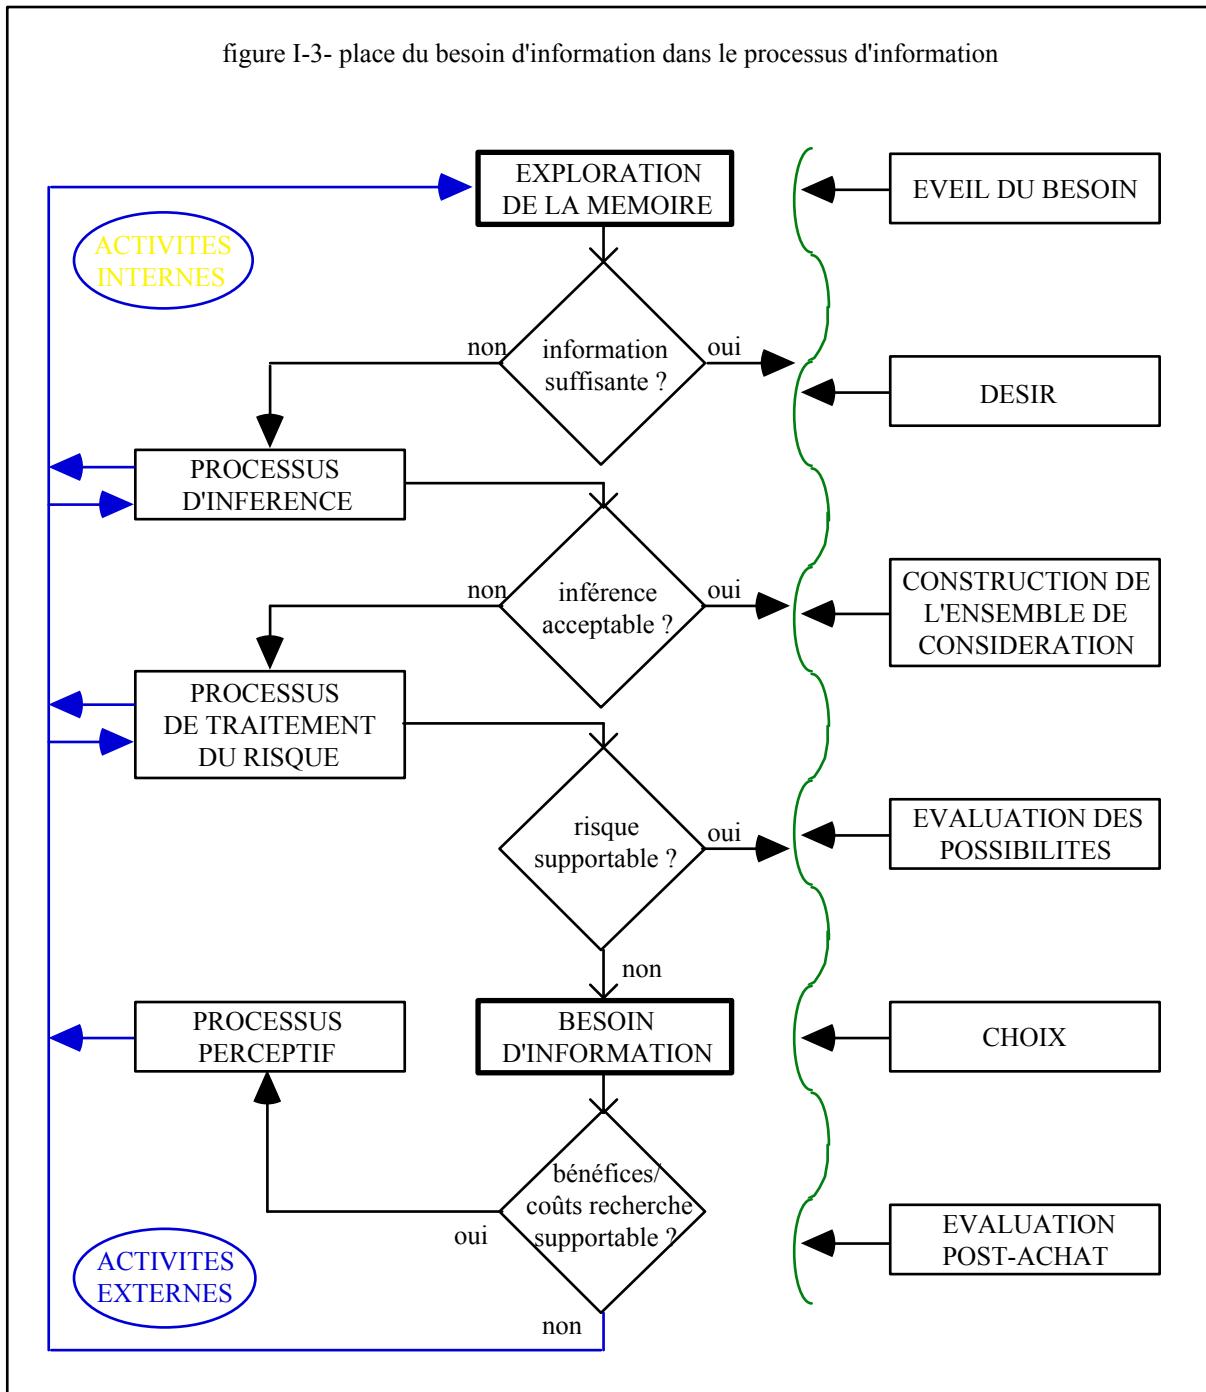 figure I-3- place du besoin d'information dans le processus d'information
EXPLORATION
DE LA MEMOIRE
EVEIL DU BESOIN
ACTIVITES
INTERNES
non
information
suffisante ?
oui
DESIR
PROCESSUS
D'INFERENCE
non
inférence
acceptable ?
oui
CONSTRUCTION DE
L'ENSEMBLE DE
CONSIDERATION
PROCESSUS
DE TRAITEMENT
DU RISQUE
risque
supportable ?
oui
EVALUATION DES
POSSIBILITES
non
PROCESSUS
PERCEPTIF
BESOIN
D'INFORMATION
CHOIX
bénéfices/
coûts recherche
supportable ?
oui
EVALUATION
POST-ACHAT
ACTIVITES
EXTERNES
non